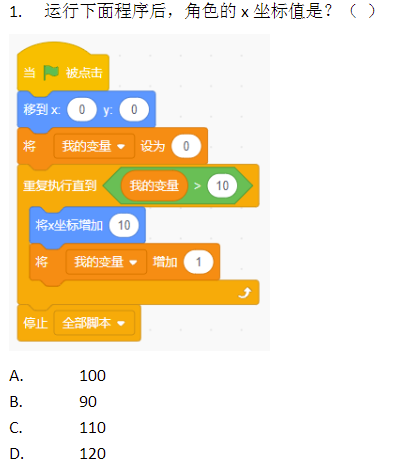 1. 运行下面程序后，角色的 x 坐标值是？（ ）
当 被点击
移到 x: 0 y: 0
将 我的变量 设为 0
重复执行直到 我的变量 > 10
将x坐标增加 10
将 我的变量 增加 1
停止 全部脚本
A. 100
B. 90
C. 110
D. 120